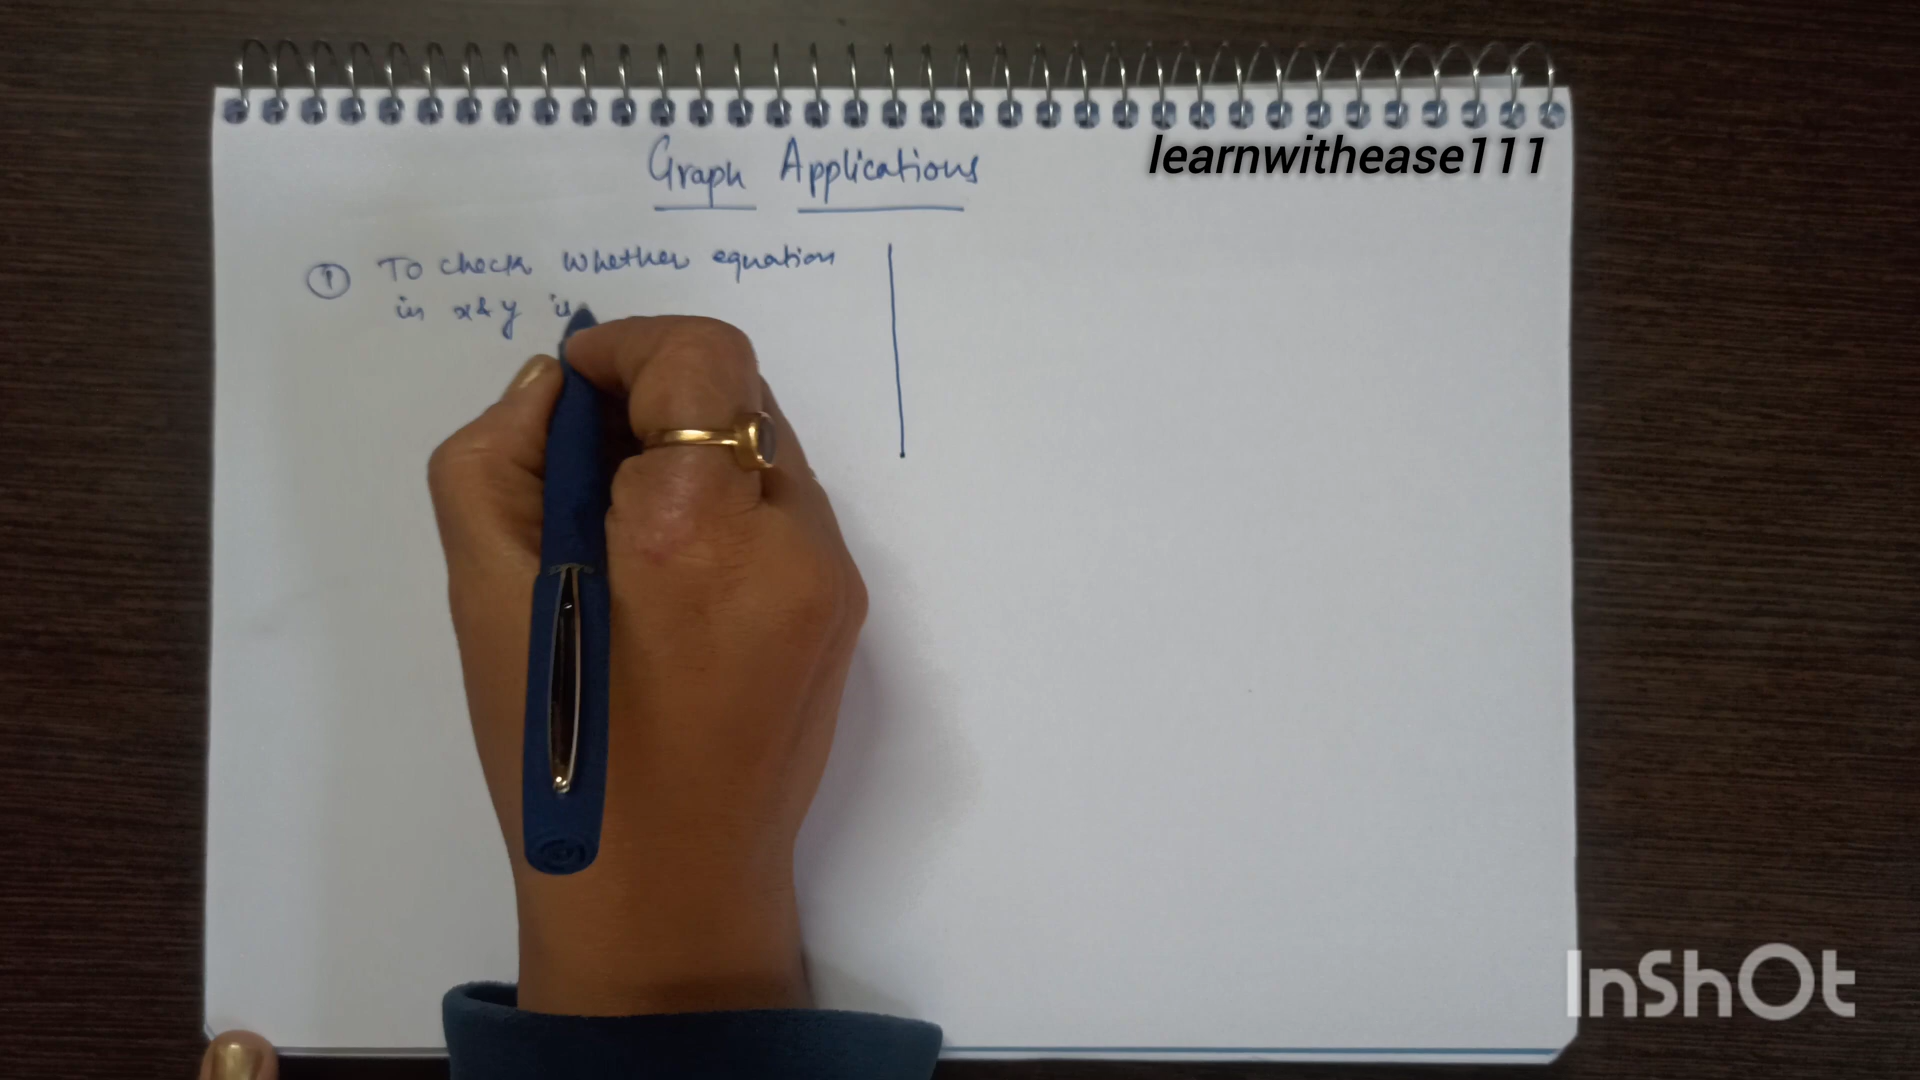 Graph Applications
learnwithease111
① To check whether equation
in x & y is
InShOt